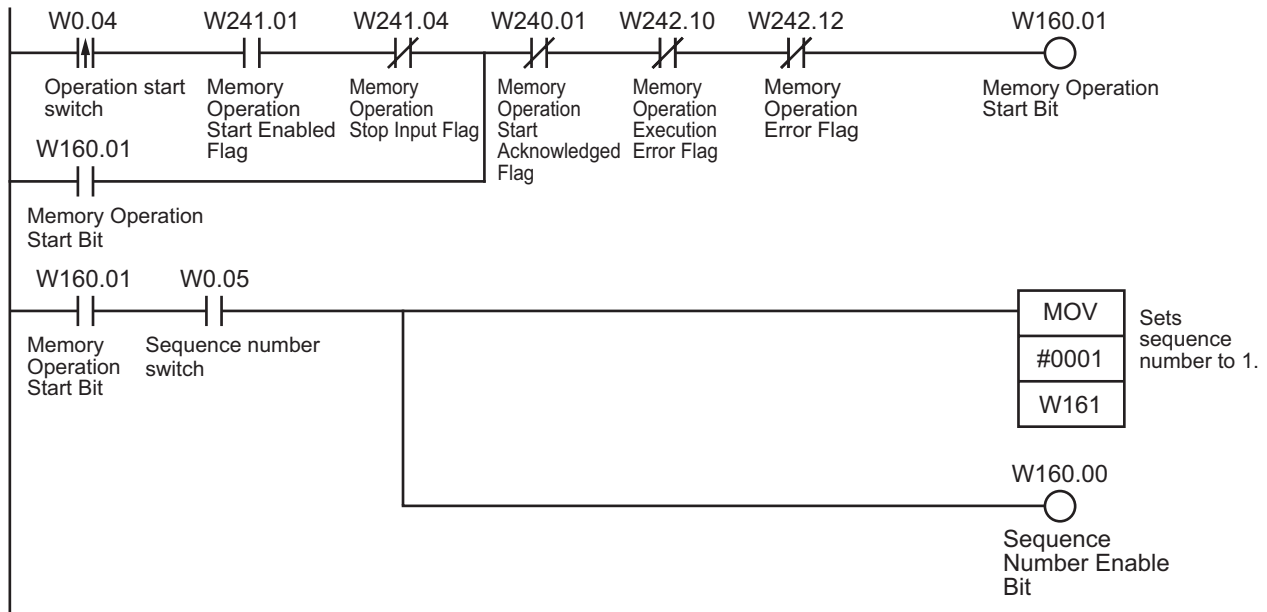 W0.04 W241.01 W241.04 W240.01 W242.10 W242.12 W160.01
Operation start
switch
Memory
Operation
Start Enabled
Flag
Memory
Operation
Stop Input Flag
Memory
Operation
Start
Acknowledged
Flag
Memory
Operation
Execution
Error Flag
Memory
Operation
Error Flag
Memory Operation
Start Bit
W160.01
Memory Operation
Start Bit
W160.01 W0.05
Memory
Operation
Start Bit
Sequence number
switch
MOV
#0001
W161
Sets
sequence
number to 1.
W160.00
Sequence
Number Enable
Bit